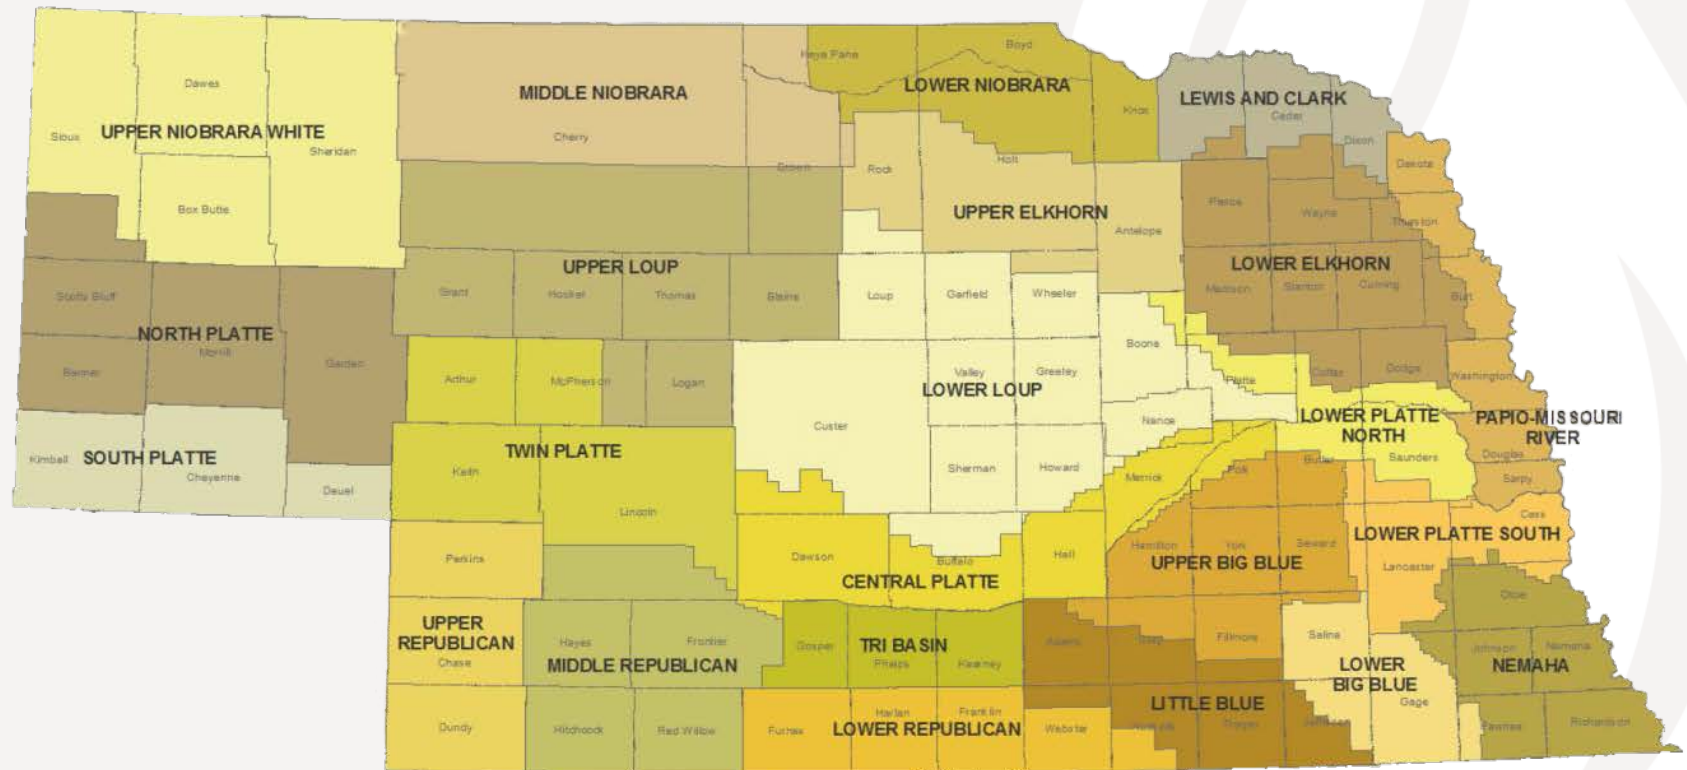 Keya Paha
Boyd
Dawes
MIDDLE NIOBRARA
LOWER NIOBRARA
LEWIS AND CLARK
Knox
Cedar
Sioux
UPPER NIOBRARA WHITE
Sheridan
Cherry
Dixon
Brown
Rock
Holt
Dakota
Box Butte
UPPER ELKHORN
Antelope
Pierce
Wayne
Thurston
UPPER LOUP
LOWER ELKHORN
Scotts Bluff
Grant
Hooker
Thomas
Blaine
Loup
Garfield
Wheeler
Madison
Stanton
Cuming
Burt
NORTH PLATTE
Morrill
Banner
Garden
Arthur
McPherson
Logan
Valley
Greeley
Boone
Platte
Colfax
Dodge
Washington
LOWER LOUP
Custer
Nance
LOWER PLATTE
NORTH
PAPIO-MISSOURI
RIVER
Kimball
SOUTH PLATTE
Cheyenne
Deuel
TWIN PLATTE
Keith
Sherman
Howard
Merrick
Polk
Butler
Saunders
Douglas
Sarpy
Lincoln
Cass
LOWER PLATTE SOUTH
Perkins
Dawson
Buffalo
Hall
Hamilton
York
Seward
Lancaster
CENTRAL PLATTE
UPPER BIG BLUE
Otoe
UPPER
REPUBLICAN
Chase
Hayes
Frontier
MIDDLE REPUBLICAN
Gosper
TRI BASIN
Phelps
Kearney
Adams
Clay
Fillmore
Saline
LOWER
BIG BLUE
Gage
Johnson
Nemaha
NEMAHA
Dundy
Hitchcock
Red Willow
Furnas
Harlan
Franklin
LOWER REPUBLICAN
Webster
LITTLE BLUE
Nuckolls
Thayer
Jefferson
Pawnee
Richardson